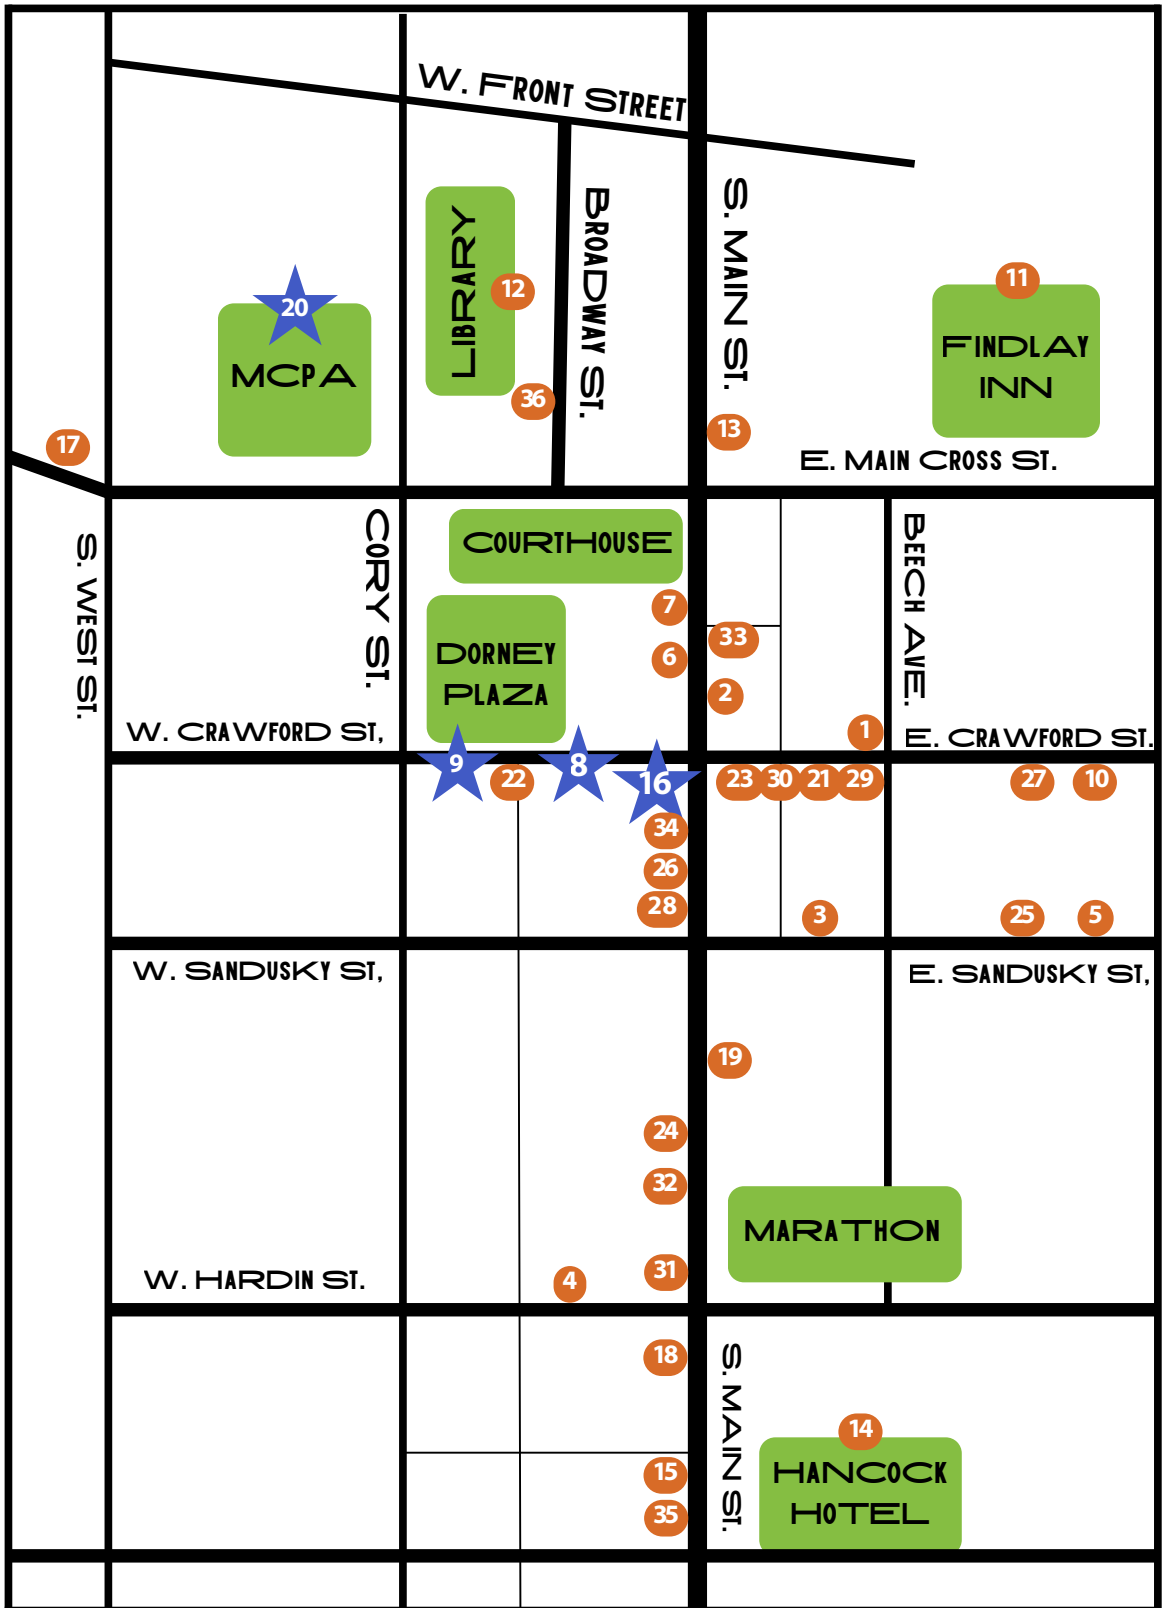 W. FRONT STREET
LIBRARY
BROADWAY ST.
S. MAIN ST.
12
11
20
FINDLAY
INN
MCPA
36
13
17
E. MAIN CROSS ST.
S. WEST ST.
CORY ST.
COURTHOUSE
BEECH AVE.
7
33
DORNEY
PLAZA
6
2
W. CRAWFORD ST,
1
E. CRAWFORD ST.
9
22
8
16
23
30
21
29
27
10
34
26
28
3
25
5
W. SANDUSKY ST,
E. SANDUSKY ST,
19
24
32
MARATHON
W. HARDIN ST.
4
31
18
S. MAIN ST.
14
15
HANCOCK
HOTEL
35